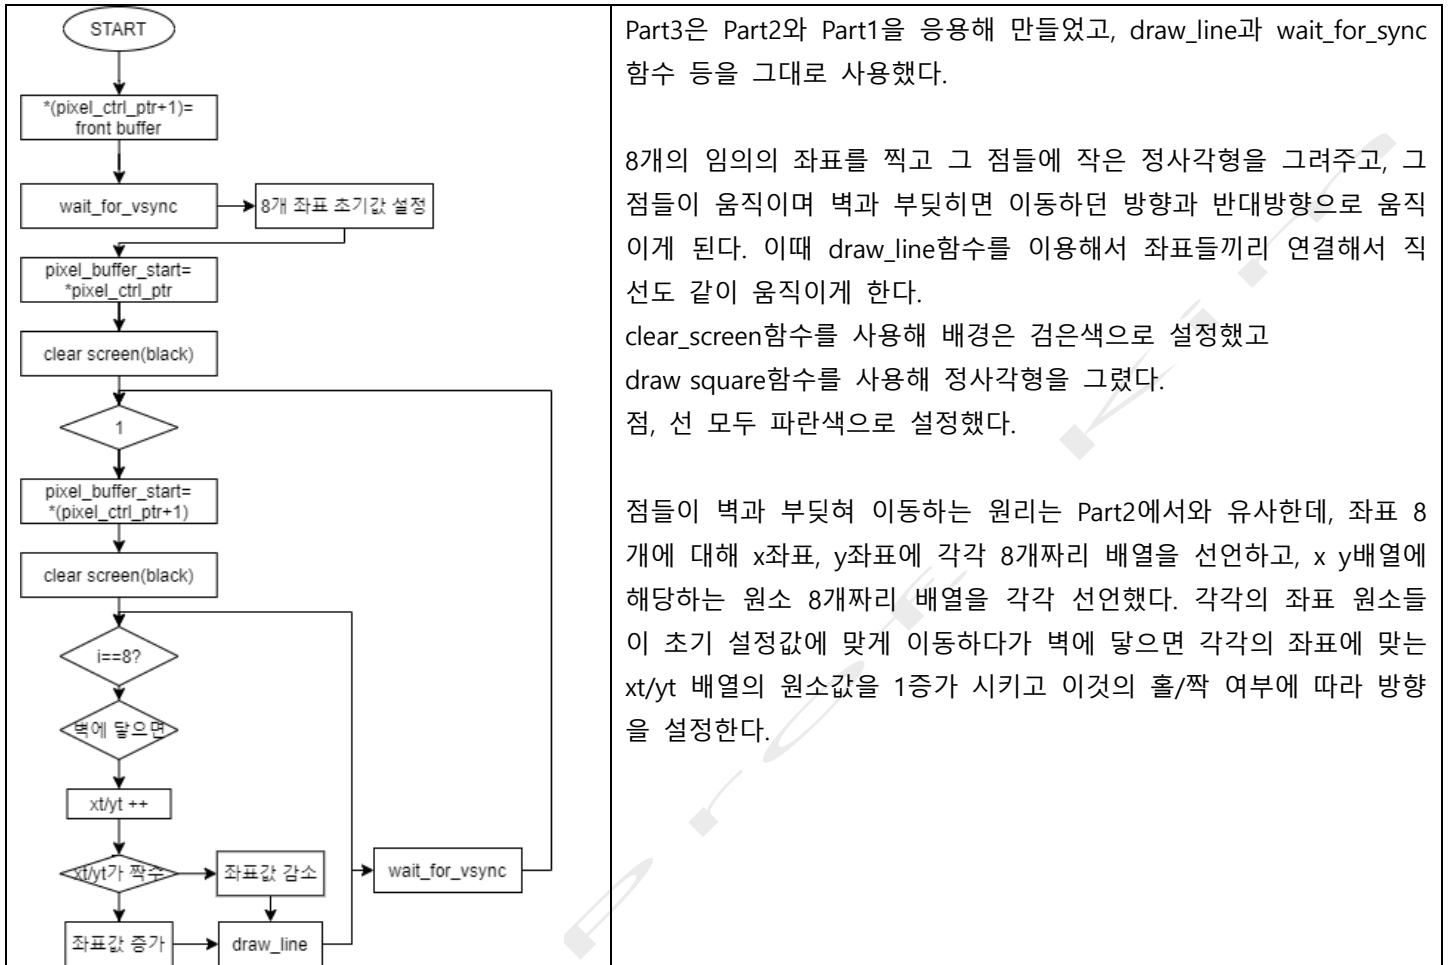 START
*(pixel_ctrl_ptr+1)=
front buffer
wait_for_vsync
8개 좌표 초기값 설정
pixel_buffer_start=
*pixel_ctrl_ptr
clear screen(black)
1
pixel_buffer_start=
*(pixel_ctrl_ptr+1)
clear screen(black)
i==8?
벽에 닿으면
xt/yt ++
xt/yt가 짝수
좌표값 감소
wait_for_vsync
좌표값 증가
draw_line
Part3은 Part2와 Part1을 응용해 만들었고, draw_line과 wait_for_sync
함수 등을 그대로 사용했다.
8개의 임의의 좌표를 찍고 그 점들에 작은 정사각형을 그려주고, 그
점들이 움직이며 벽과 부딪히면 이동하던 방향과 반대방향으로 움직
이게 된다. 이때 draw_line함수를 이용해서 좌표들끼리 연결해서 직
선도 같이 움직이게 한다.
clear_screen함수를 사용해 배경은 검은색으로 설정했고
draw square함수를 사용해 정사각형을 그렸다.
점, 선 모두 파란색으로 설정했다.
점들이 벽과 부딪혀 이동하는 원리는 Part2에서와 유사한데, 좌표 8
개에 대해 x좌표, y좌표에 각각 8개짜리 배열을 선언하고, x y배열에
해당하는 원소 8개짜리 배열을 각각 선언했다. 각각의 좌표 원소들
이 초기 설정값에 맞게 이동하다가 벽에 닿으면 각각의 좌표에 맞는
xt/yt 배열의 원소값을 1증가 시키고 이것의 홀/짝 여부에 따라 방향
을 설정한다.